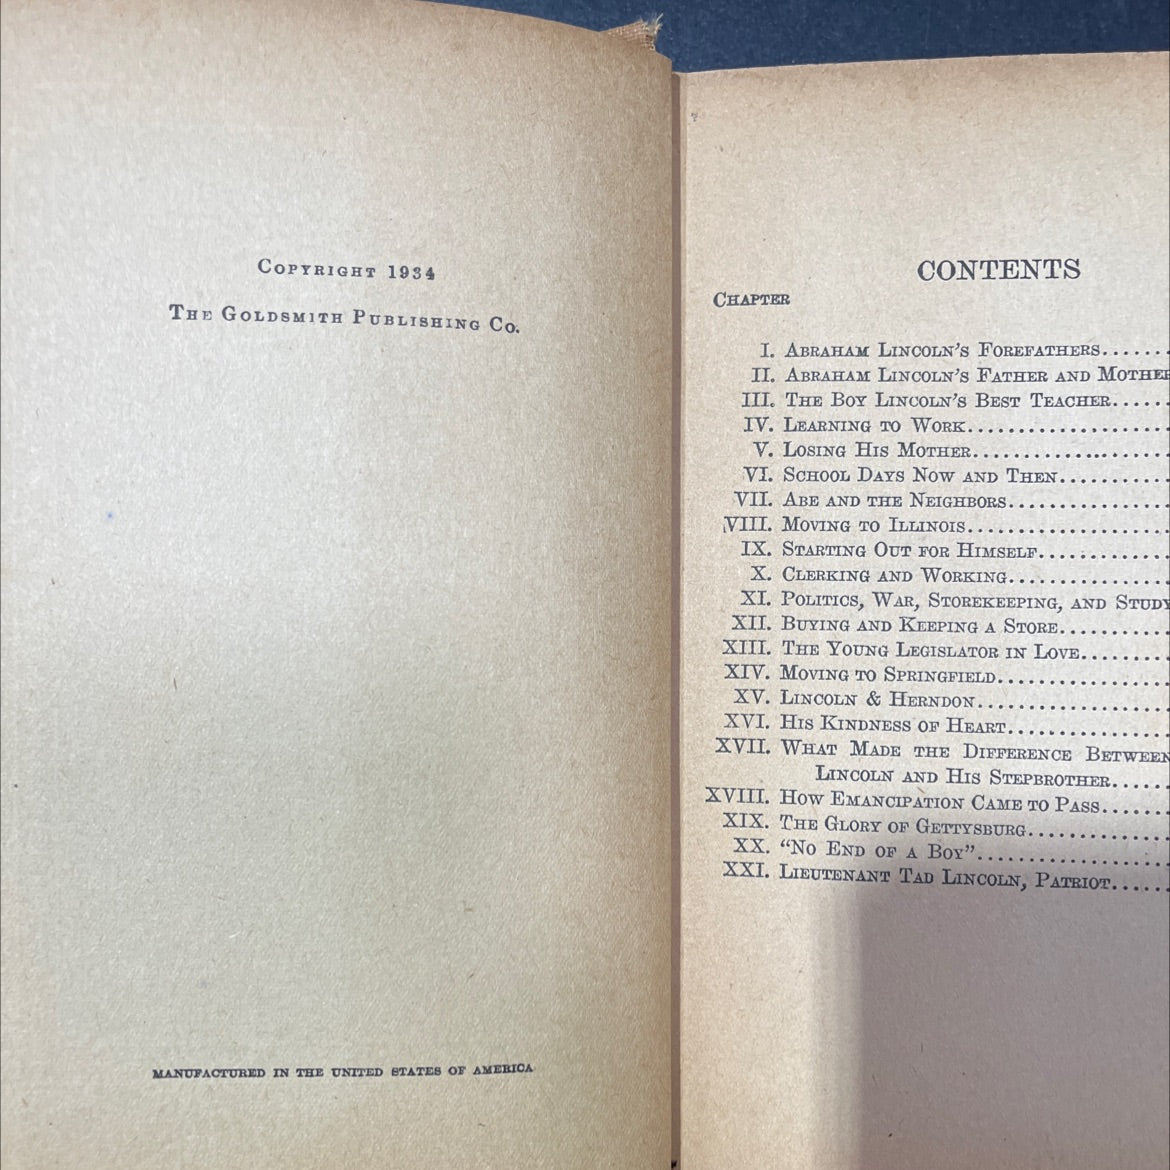 COPYRIGHT 1934
THE GOLDSMITH PUBLISHING CO.
MANUFACTURED IN THE UNITED STATES OF AMERICA
CONTENTS
CHAPTER
I. ABRAHAM LINCOLN'S FOREFATHERS......
II. ABRAHAM LINCOLN'S FATHER AND MOTHER
III. THE BOY LINCOLN'S BEST TEACHER.....
IV. LEARNING TO WORK..................
V. LOSING HIS MOTHER..................
VI. SCHOOL DAYS NOW AND THEN..........
VII. ABE AND THE NEIGHBORS..............
VIII. MOVING TO ILLINOIS..................
IX. STARTING OUT FOR HIMSELF............
X. CLERKING AND WORKING..............
XI. POLITICS, WAR, STOREKEEPING, AND STUDY
XII. BUYING AND KEEPING A STORE..........
XIII. THE YOUNG LEGISLATOR IN LOVE........
XIV. MOVING TO SPRINGFIELD...............
XV. LINCOLN & HERNDON.................
XVI. HIS KINDNESS OF HEART..............
XVII. WHAT MADE THE DIFFERENCE BETWEEN
LINCOLN AND HIS STEPBROTHER.....
XVIII. HOW EMANCIPATION CAME TO PASS......
XIX. THE GLORY OF GETTYSBURG............
XX. "NO END OF A BOY".................
XXI. LIEUTENANT TAD LINCOLN, PATRIOT.....